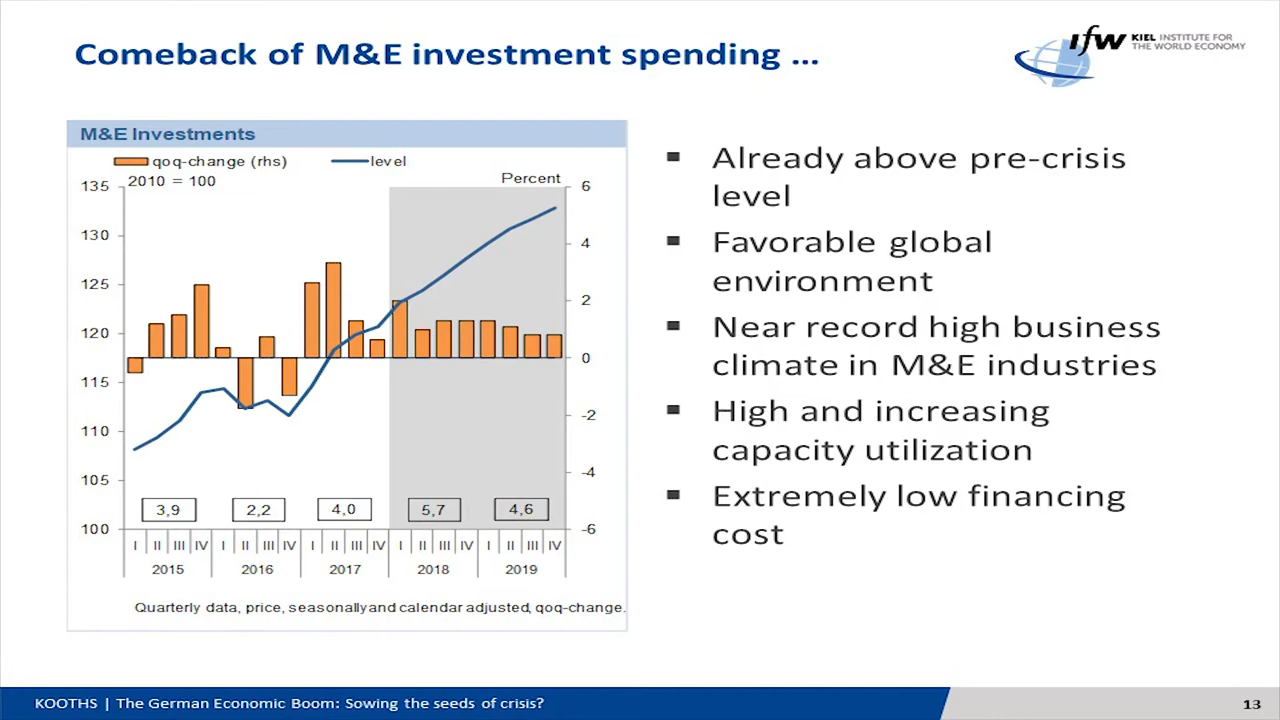 Comeback of M&E investment spending ...
ifw KIEL INSTITUTE FOR
THE WORLD ECONOMY
M&E Investments
qoq-change (rhs) level
2010 = 100 Percent
135 6
130
4
125
2
120
0
115
-2
110
-4
105
3,9 2,2 4,0 5,7 4,6
100 -6
I II III IV I II III IV I II III IV I II III IV I II III IV
2015 2016 2017 2018 2019
Quarterly data, price, seasonally and calendar adjusted, qoq-change.
▪ Already above pre-crisis
level
▪ Favorable global
environment
▪ Near record high business
climate in M&E industries
▪ High and increasing
capacity utilization
▪ Extremely low financing
cost
KOOTHS | The German Economic Boom: Sowing the seeds of crisis? 13